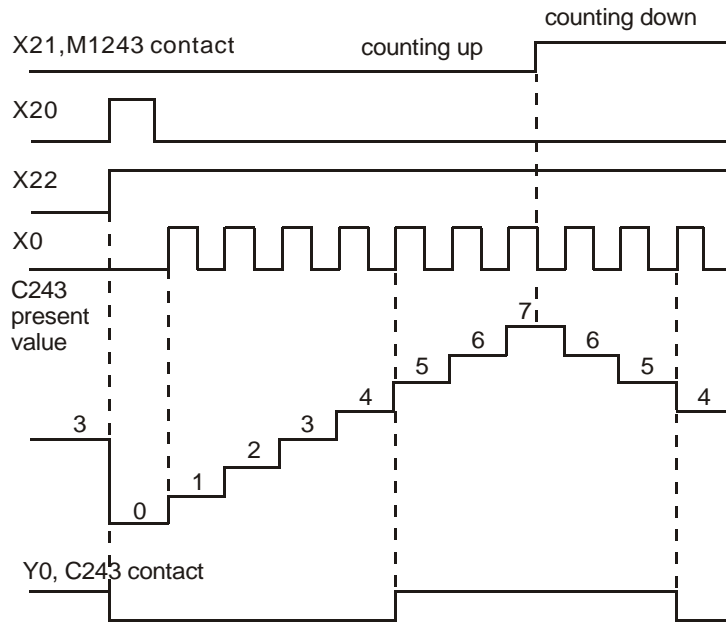 counting down
X21,M1243 contact
counting up
X20
X22
X0
C243
present
value
7
6
6
5
5
4
4
3
3
2
1
0
Y0, C243 contact